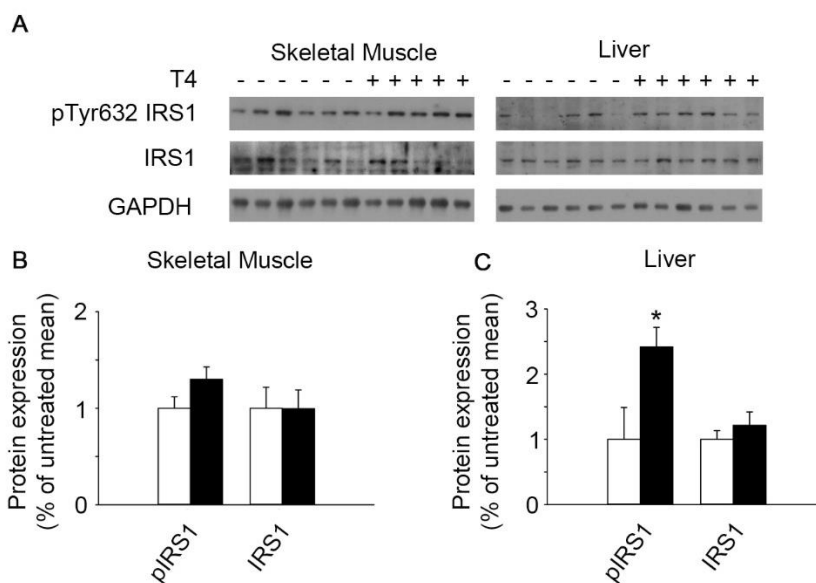 A
Skeletal Muscle Liver
T4 - - - - - - + + + + + - - - - - - + + + + + +
pTyr632 IRS1
IRS1
GAPDH
B Skeletal Muscle
Protein expression
(% of untreated mean)
2
1
0
pIRS1 IRS1
C Liver
Protein expression
(% of untreated mean)
3
2
1
0
*
pIRS1 IRS1